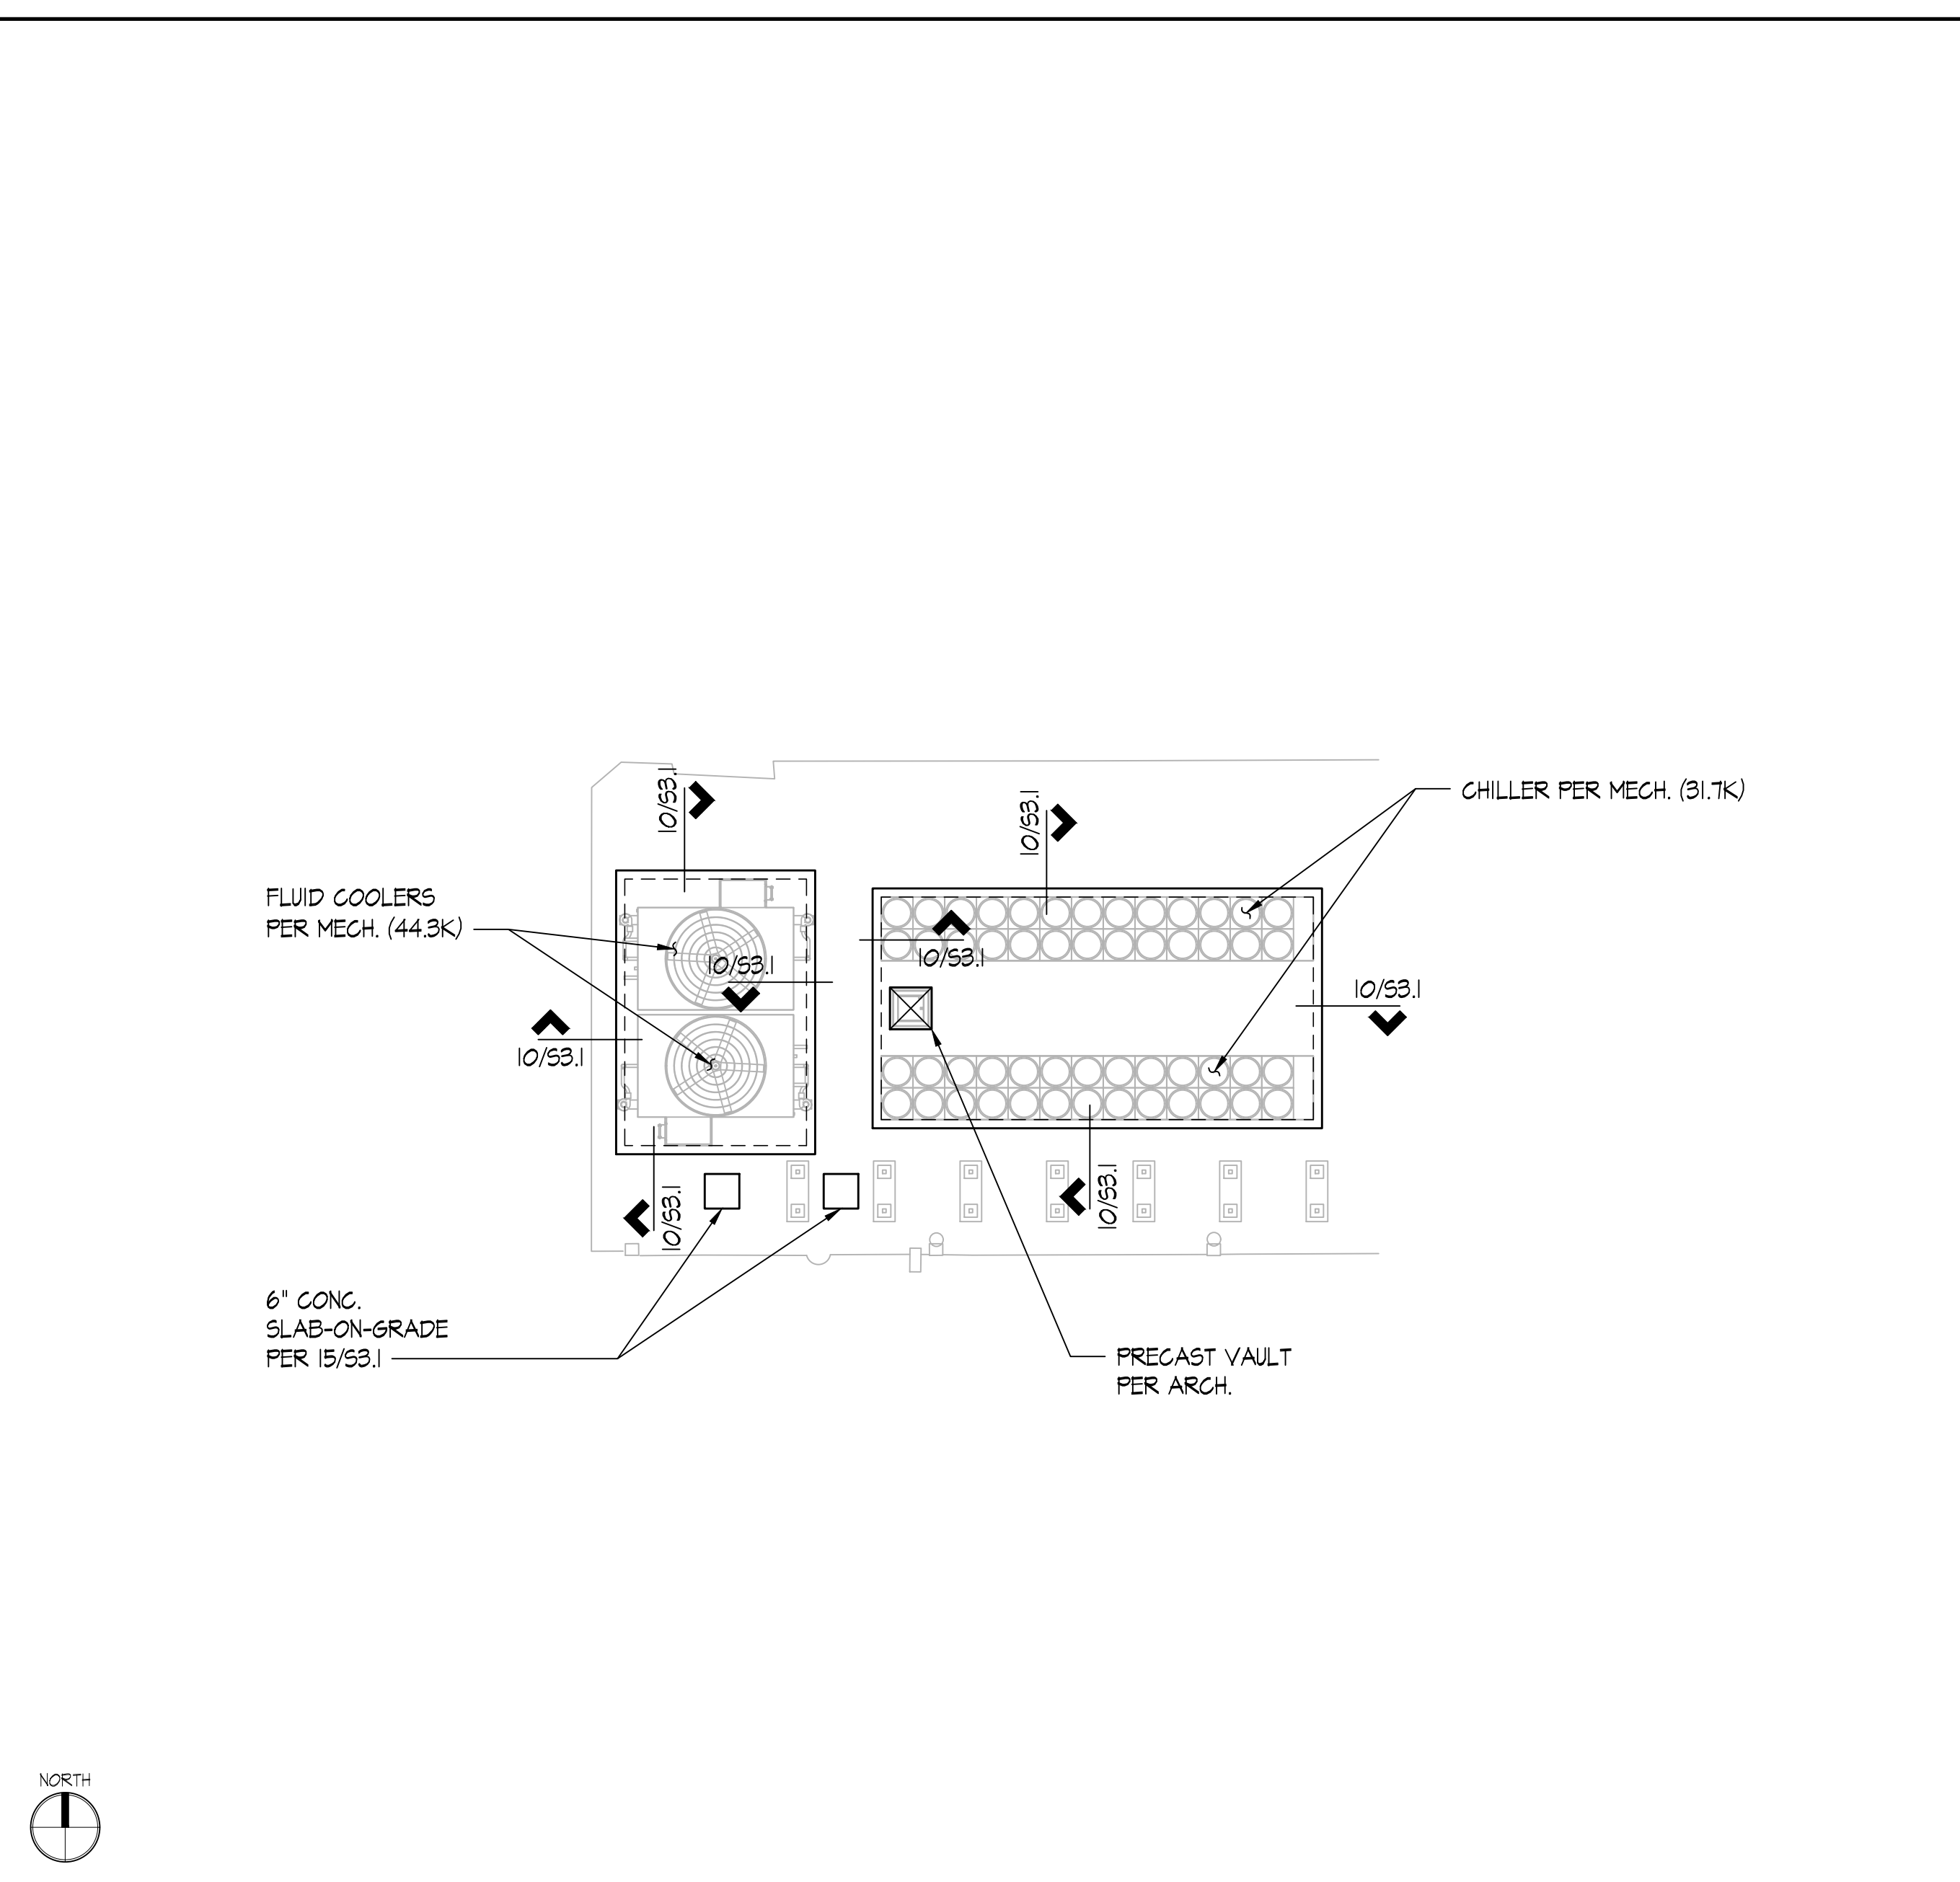 10/S3.1
10/S3.1
CHILLER PER MECH. (31.7K)
FLUID COOLERS
PER MECH. (44.3K)
10/S3.1
10/S3.1
10/S3.1
10/S3.1
10/S3.1
10/S3.1
6" CONC.
SLAB-ON-GRADE
PER 15/S3.1
PRECAST VAULT
PER ARCH.
NORTH